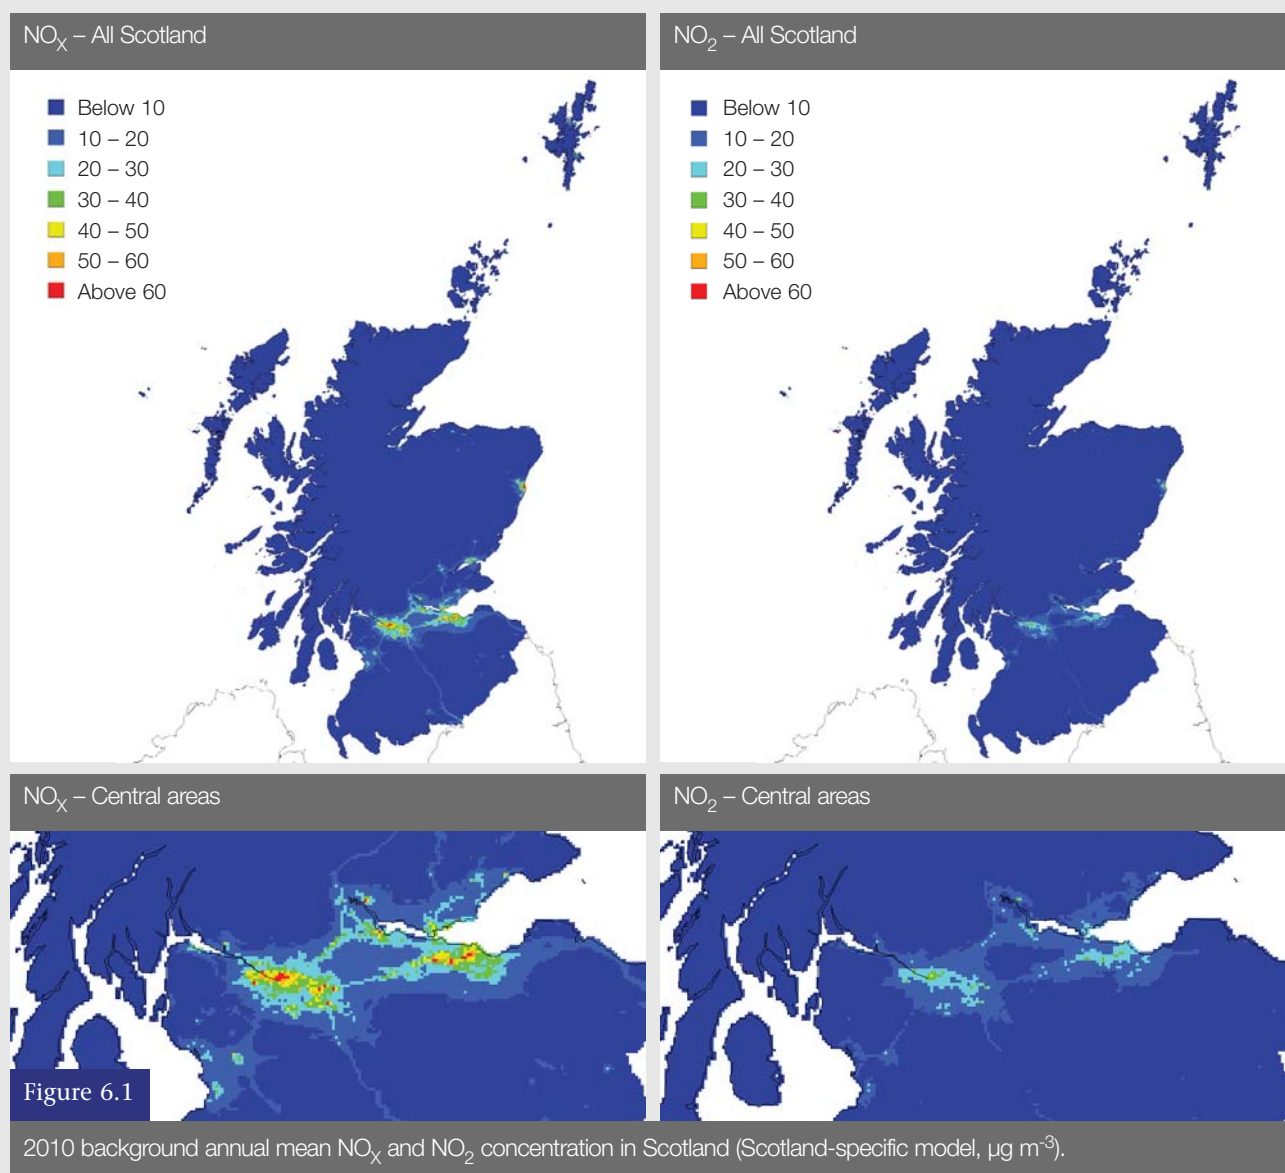 NOX – All Scotland
Below 10
10 – 20
20 – 30
30 – 40
40 – 50
50 – 60
Above 60
NO2 – All Scotland
Below 10
10 – 20
20 – 30
30 – 40
40 – 50
50 – 60
Above 60
NOX – Central areas
NO2 – Central areas
Figure 6.1
2010 background annual mean NOX and NO2 concentration in Scotland (Scotland-specific model, µg m-3).